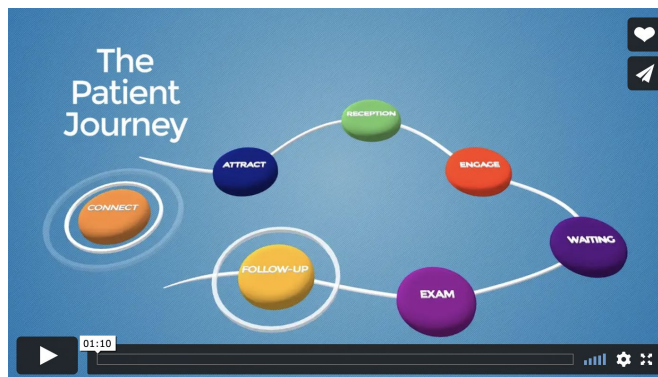 The
Patient
Journey
RECEPTION
ATTRACT
ENGAGE
CONNECT
WAITING
FOLLOW-UP
EXAM
01:10